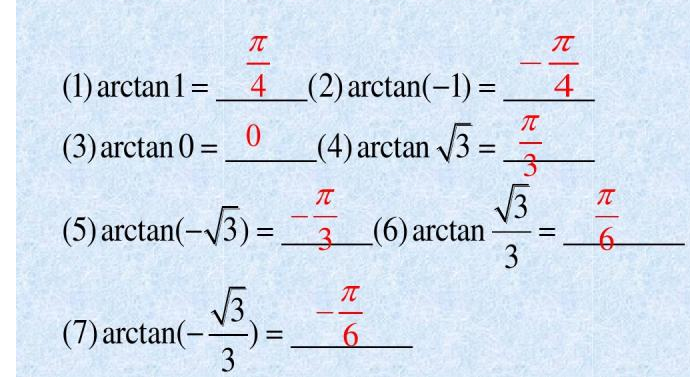 (1) arctan 1 = π/4 (2) arctan(−1) = −π/4
(3) arctan 0 = 0 (4) arctan √3 = π/3
(5) arctan(−√3) = −π/3 (6) arctan √3/3 = π/6
(7) arctan(−√3/3) = −π/6